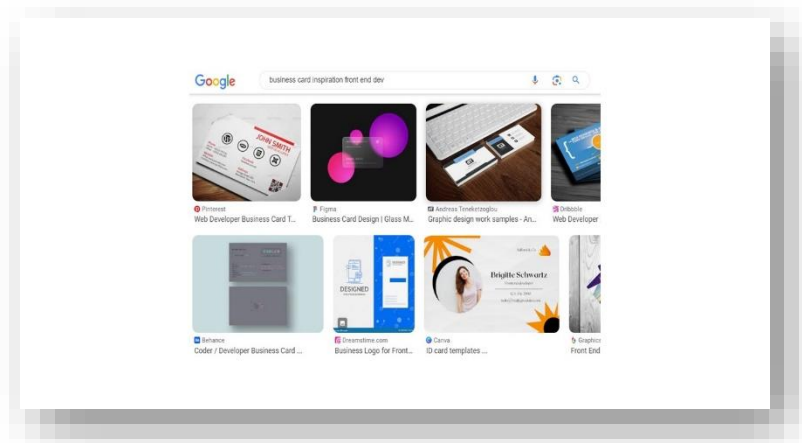 Google
business card inspiration front end dev
JOHN SMITH
Pinterest
Web Developer Business Card T...
Figma
Business Card Design | Glass M...
Andreas
Graphic design work samples - An...
Dribbble
Web Developer
DESIGNED
Brigitte Schwartz
Behance
Coder / Developer Business Card ...
Dreamstime.com
Business Logo for Front...
Canva
ID card templates ...
Graphic
Front End